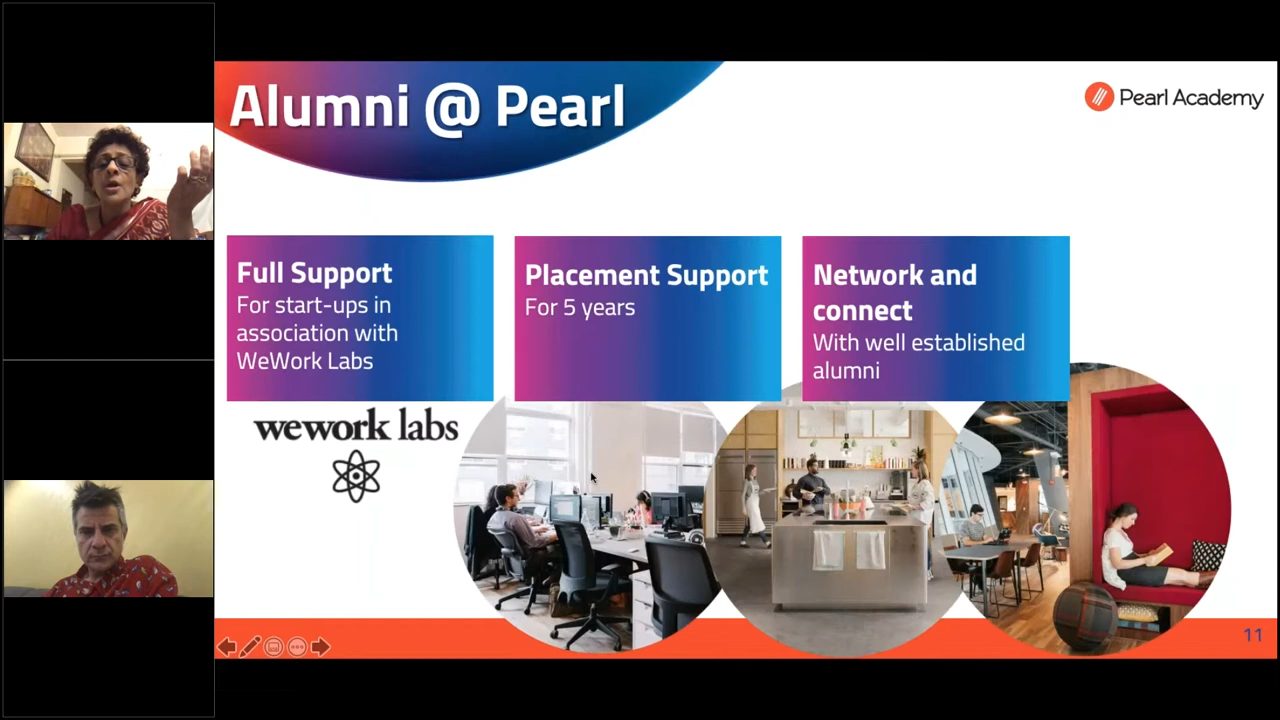 Alumni @ Pearl
Pearl Academy
Full Support
For start-ups in
association with
WeWork Labs
Placement Support
For 5 years
Network and
connect
With well established
alumni
wework labs
11